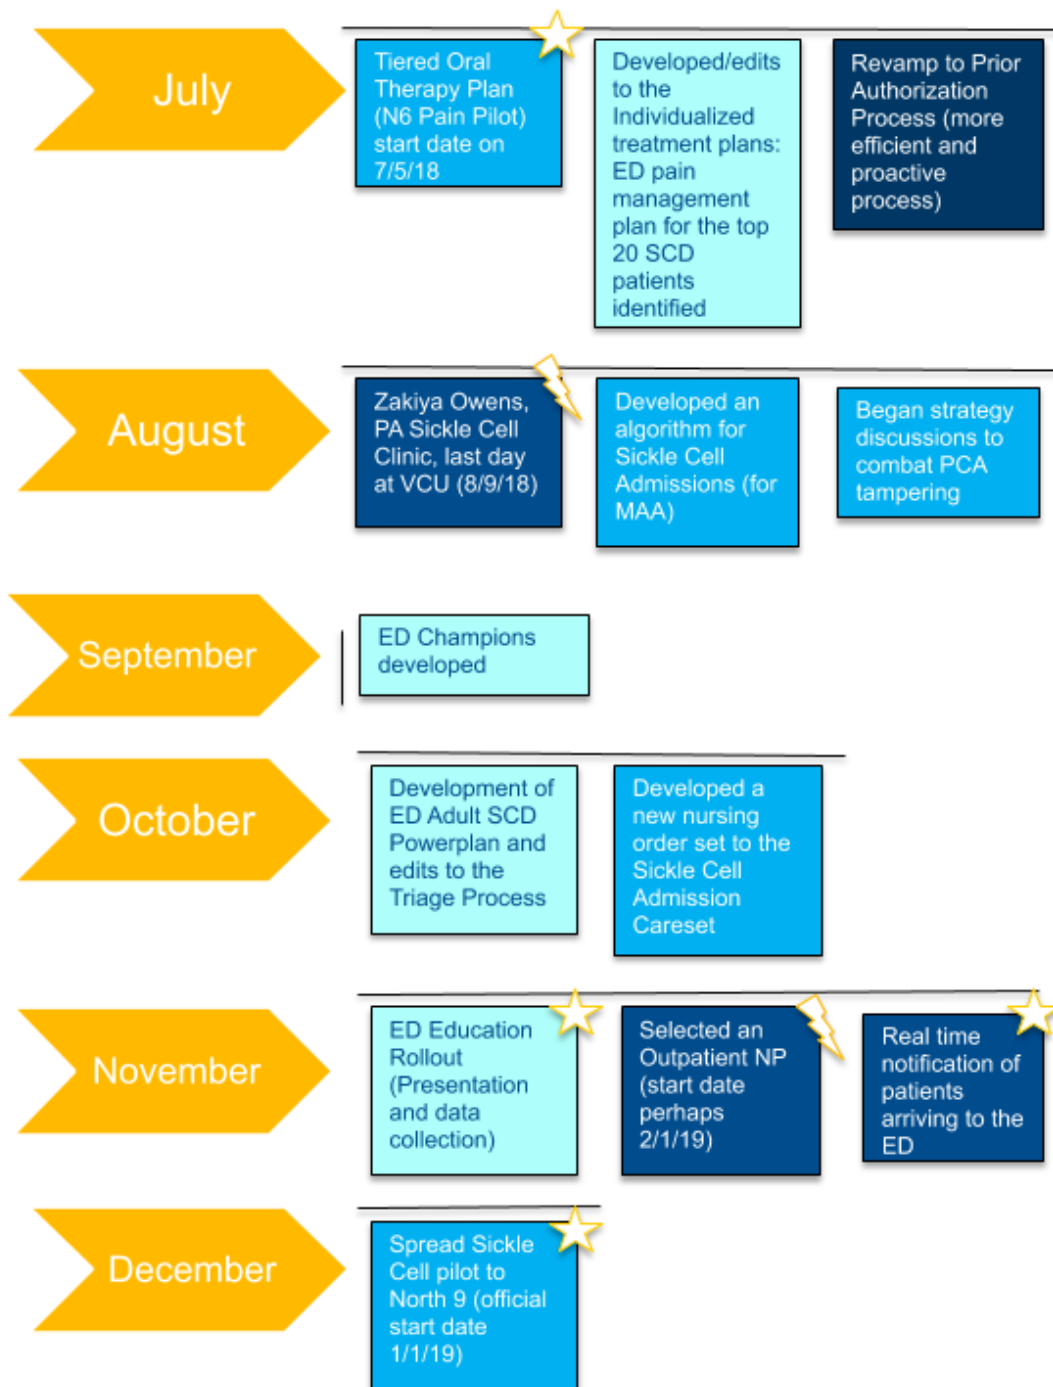 July
Tiered Oral
Therapy Plan
(N6 Pain Pilot)
start date on
7/5/18
Developed/edits
to the
Individualized
treatment plans:
ED pain
management
plan for the top
20 SCD
patients
identified
Revamp to Prior
Authorization
Process (more
efficient and
proactive
process)
August
Zakiya Owens,
PA Sickle Cell
Clinic, last day
at VCU (8/9/18)
Developed an
algorithm for
Sickle Cell
Admissions (for
MAA)
Began strategy
discussions to
combat PCA
tampering
September
ED Champions
developed
October
Development of
ED Adult SCD
Powerplan and
edits to the
Triage Process
Developed a
new nursing
order set to the
Sickle Cell
Admission
Careset
November
ED Education
Rollout
(Presentation
and data
collection)
Selected an
Outpatient NP
(start date
perhaps
2/1/19)
Real time
notification of
patients
arriving to the
ED
December
Spread Sickle
Cell pilot to
North 9 (official
start date
1/1/19)